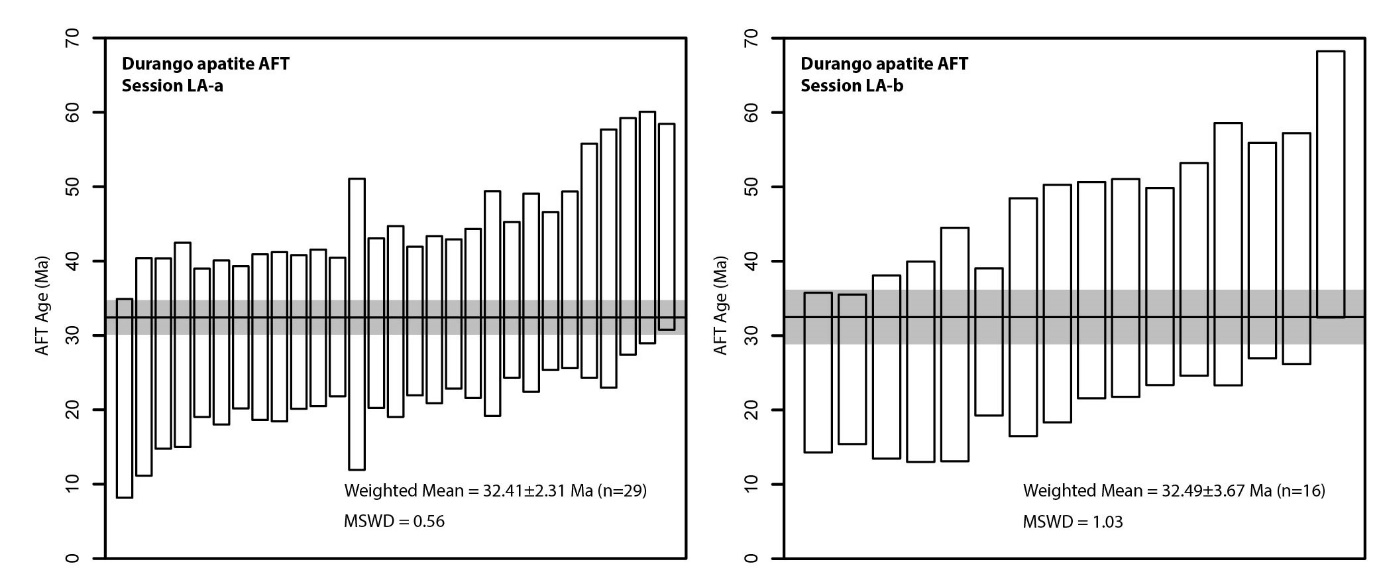 Durango apatite AFT
Session LA-a
AFT Age (Ma)
70
60
50
40
30
20
10
0
Weighted Mean = 32.41±2.31 Ma (n=29)
MSWD = 0.56
Durango apatite AFT
Session LA-b
AFT Age (Ma)
70
60
50
40
30
20
10
0
Weighted Mean = 32.49±3.67 Ma (n=16)
MSWD = 1.03